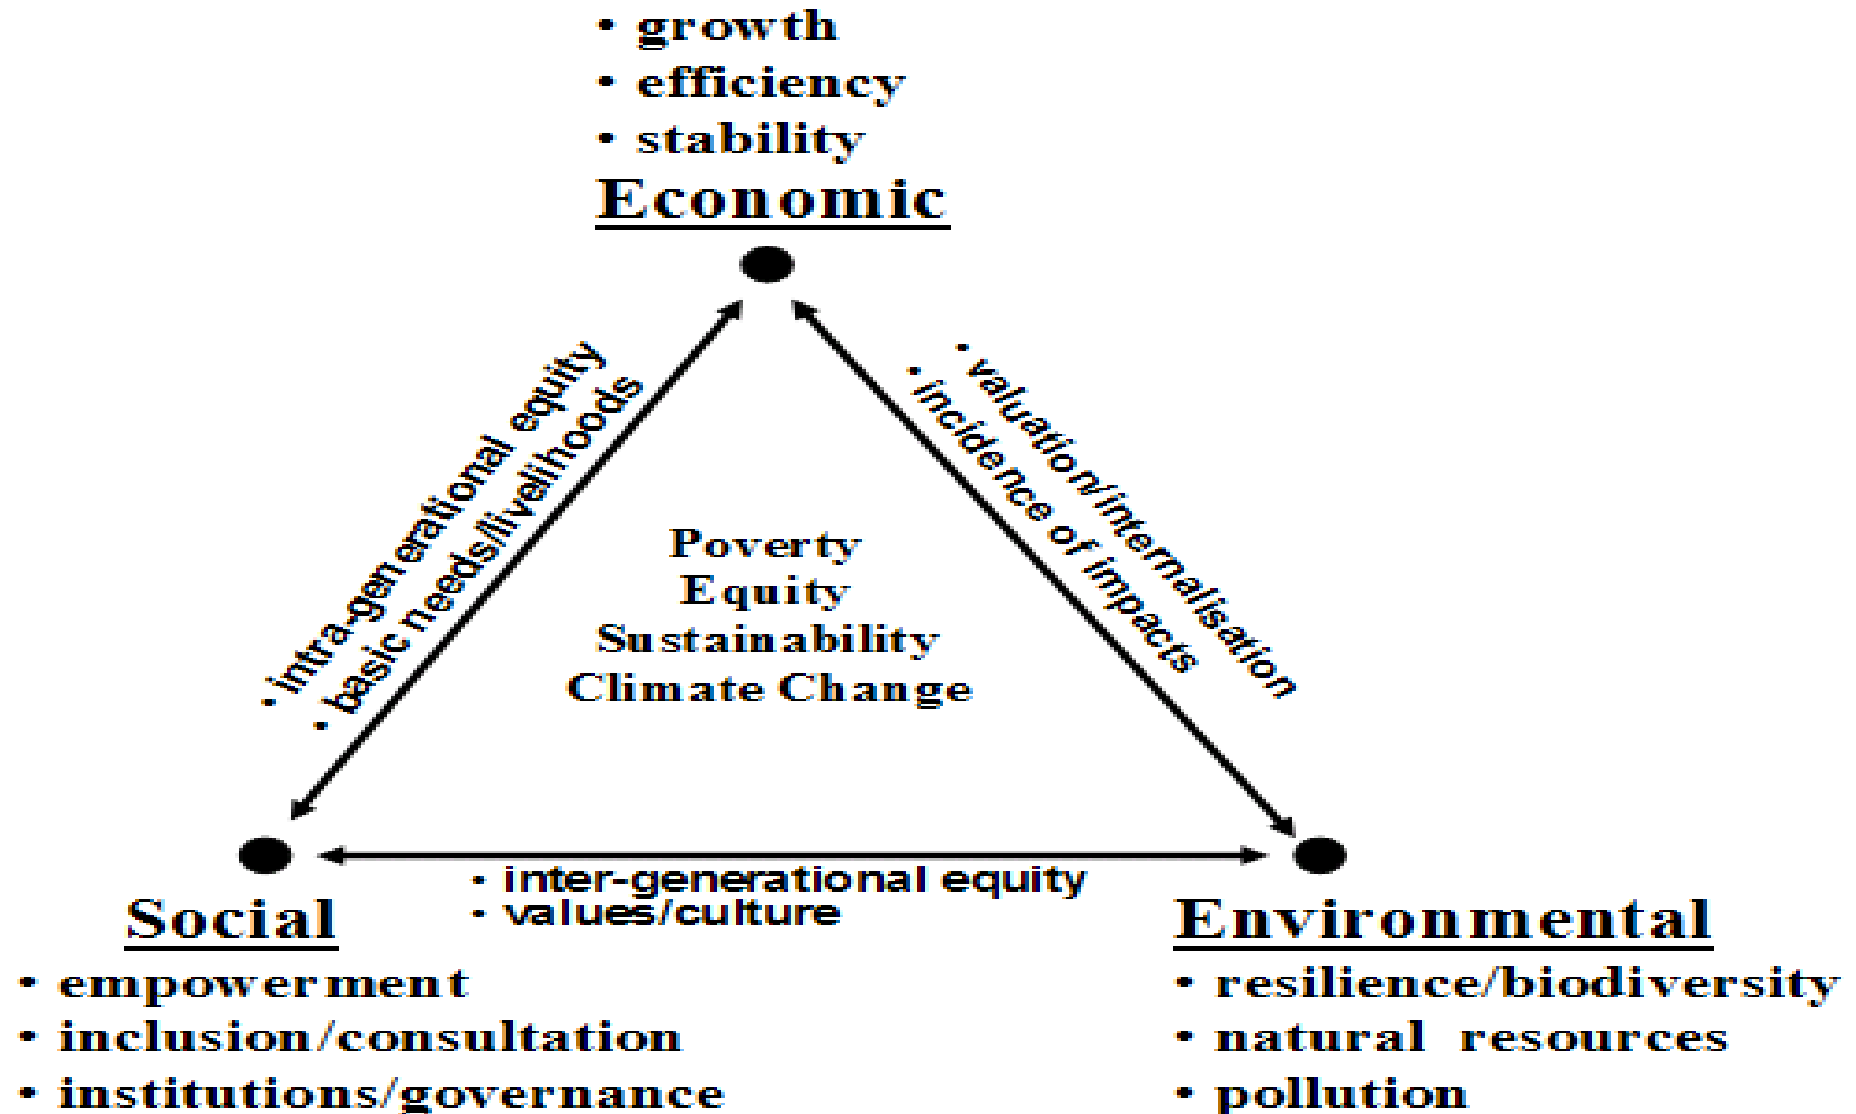 • growth
• efficiency
• stability
Economic
• intra-generational equity
• basic needs/livelihoods
• valuation/internalisation
• incidence of impacts
Poverty
Equity
Sustainability
Climate Change
• inter-generational equity
• values/culture
Social
• empowerment
• inclusion/consultation
• institutions/governance
Environmental
• resilience/biodiversity
• natural resources
• pollution